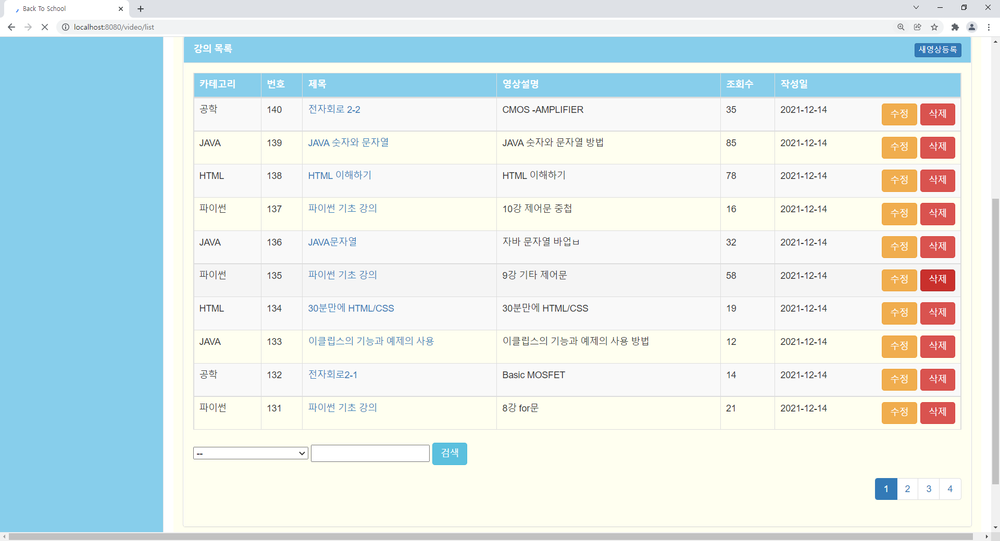 Back To School
localhost:8080/video/list
강의 목록
새영상등록
카테고리 번호 제목 영상설명 조회수 작성일
공학 140 전자회로 2-2 CMOS -AMPLIFIER 35 2021-12-14 수정 삭제
JAVA 139 JAVA 숫자와 문자열 JAVA 숫자와 문자열 방법 85 2021-12-14 수정 삭제
HTML 138 HTML 이해하기 HTML 이해하기 78 2021-12-14 수정 삭제
파이썬 137 파이썬 기초 강의 10강 제어문 중첩 16 2021-12-14 수정 삭제
JAVA 136 JAVA문자열 자바 문자열 바업ㅂ 32 2021-12-14 수정 삭제
파이썬 135 파이썬 기초 강의 9강 기타 제어문 58 2021-12-14 수정 삭제
HTML 134 30분만에 HTML/CSS 30분만에 HTML/CSS 19 2021-12-14 수정 삭제
JAVA 133 이클립스의 기능과 예제의 사용 이클립스의 기능과 예제의 사용 방법 12 2021-12-14 수정 삭제
공학 132 전자회로2-1 Basic MOSFET 14 2021-12-14 수정 삭제
파이썬 131 파이썬 기초 강의 8강 for문 21 2021-12-14 수정 삭제
-- 검색
1 2 3 4